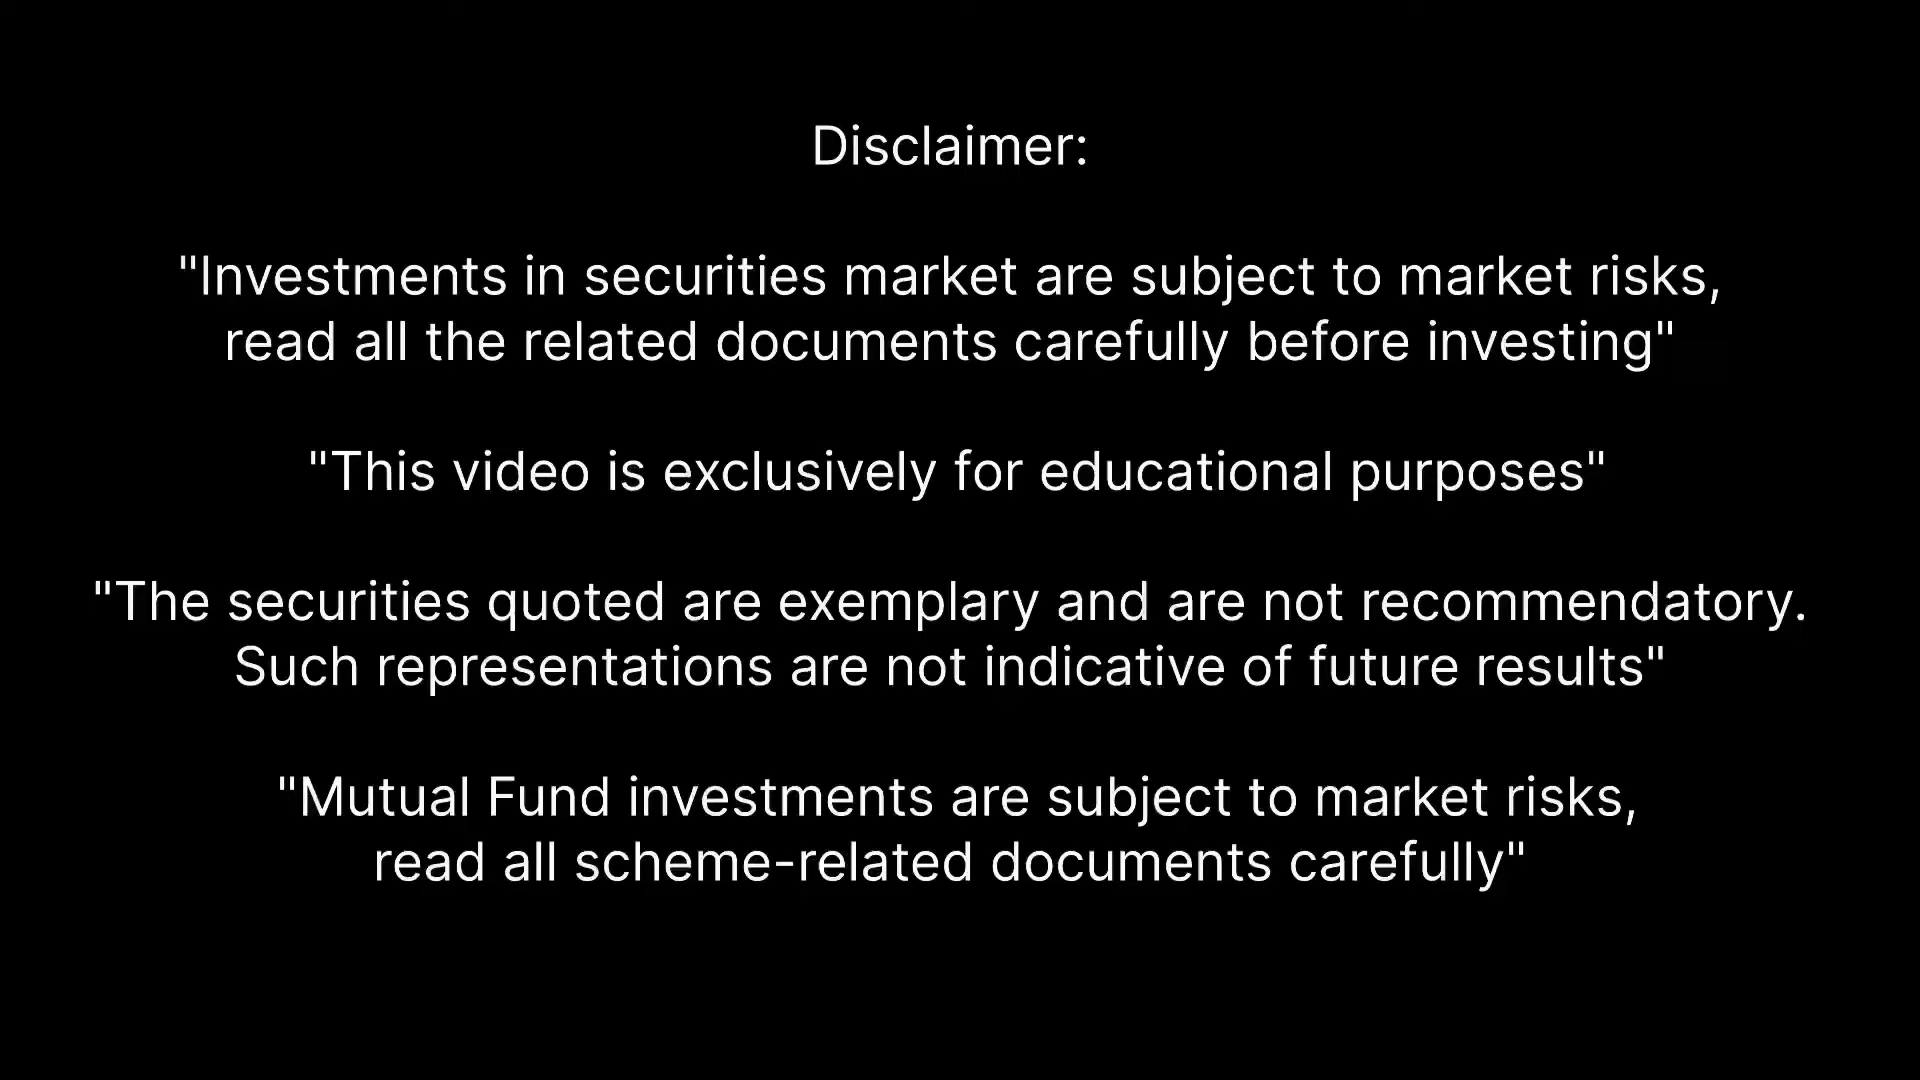 Disclaimer:
"Investments in securities market are subject to market risks,
read all the related documents carefully before investing"
"This video is exclusively for educational purposes"
"The securities quoted are exemplary and are not recommendatory.
Such representations are not indicative of future results"
"Mutual Fund investments are subject to market risks,
read all scheme-related documents carefully"